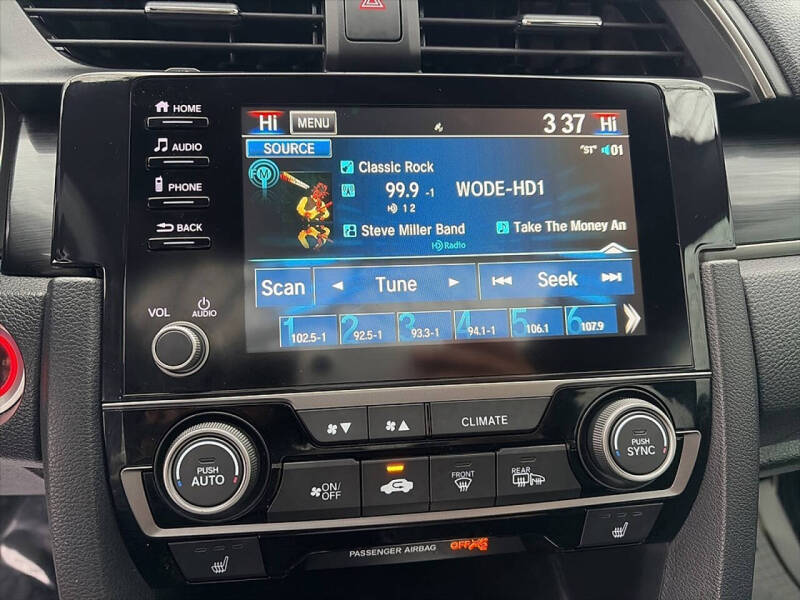 HOME
AUDIO
PHONE
BACK
VOL AUDIO
Hi MENU 3 37 Hi
SOURCE "ST" 01
FM Classic Rock
99.9 -1 WODE-HD1
HD 1 2
Steve Miller Band Take The Money An
HD Radio
Scan Tune Seek
1 102.5-1 2 92.5-1 3 93.3-1 4 94.1-1 5 106.1 6 107.9
CLIMATE
PUSH AUTO
ON/OFF
FRONT
REAR
PUSH SYNC
PASSENGER AIRBAG OFF